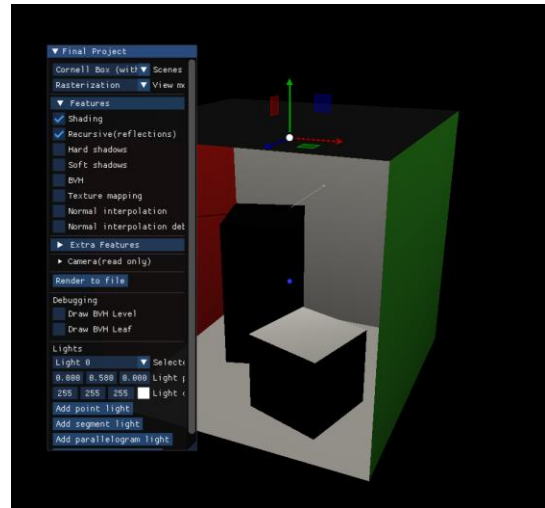 Final Project
Cornell Box (with Scenes
Rasterization View mo
Features
Shading
Recursive(reflections)
Hard shadows
Soft shadows
BVH
Texture mapping
Normal interpolation
Normal interpolation deb
Extra Features
Camera(read only)
Render to file
Debugging
Draw BVH Level
Draw BVH Leaf
Lights
Light 0 Selecte
0.000 0.580 0.000 Light p
255 255 255 Light c
Add point light
Add segment light
Add parallelogram light